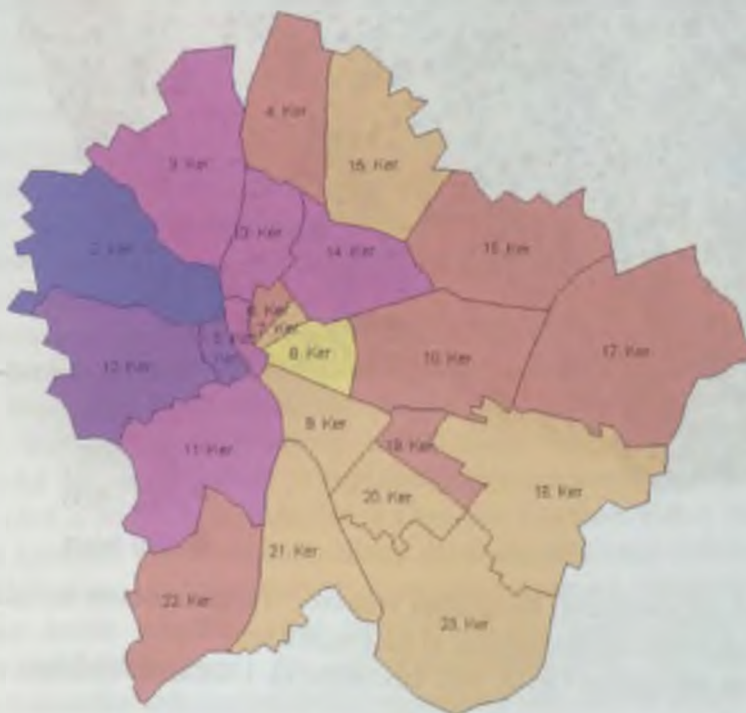 4. Ker
3. Ker
15. Ker
13. Ker
14. Ker
15. Ker
2. Ker
6. Ker
7. Ker
8. Ker
10. Ker
17. Ker
12. Ker
9. Ker
19. Ker
11. Ker
20. Ker
18. Ker
21. Ker
22. Ker
23. Ker